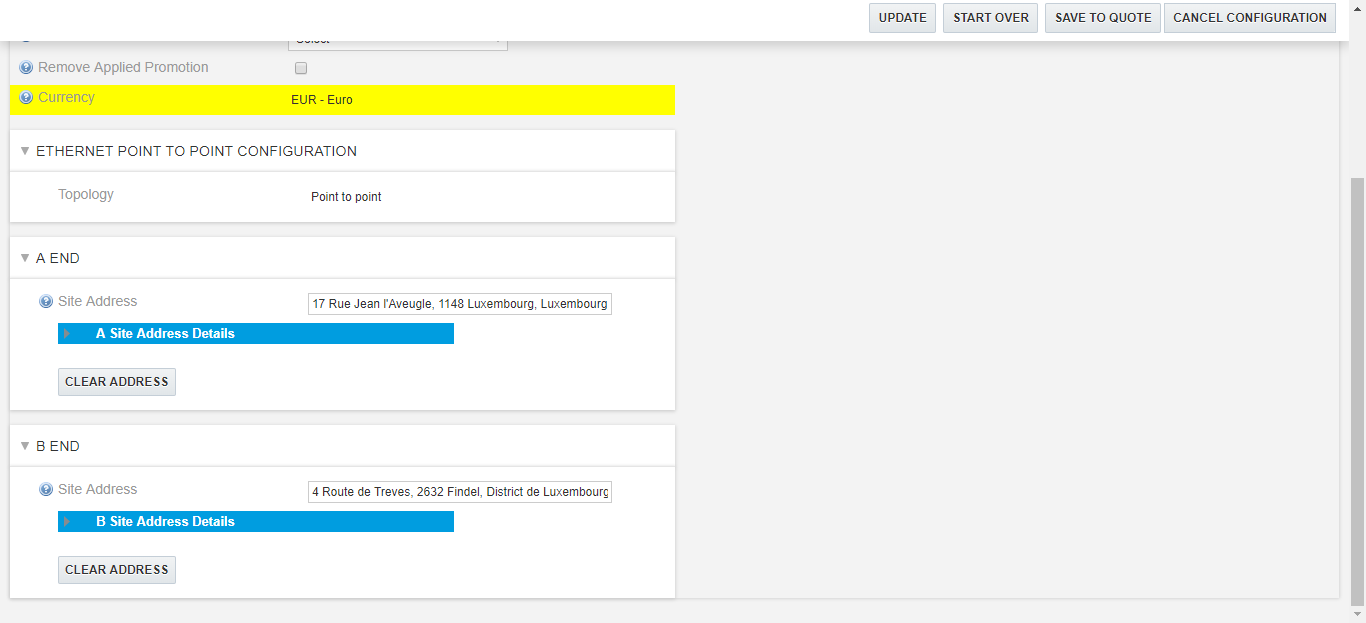 UPDATE START OVER SAVE TO QUOTE CANCEL CONFIGURATION
Select
Remove Applied Promotion
Currency EUR - Euro
ETHERNET POINT TO POINT CONFIGURATION
Topology Point to point
A END
Site Address 17 Rue Jean l'Aveugle, 1148 Luxembourg, Luxembourg
A Site Address Details
CLEAR ADDRESS
B END
Site Address 4 Route de Treves, 2632 Findel, District de Luxembourg
B Site Address Details
CLEAR ADDRESS